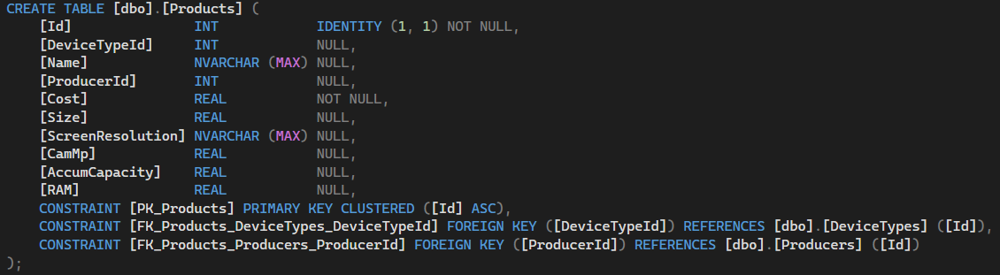 CREATE TABLE [dbo].[Products] (
    [Id]               INT            IDENTITY (1, 1) NOT NULL,
    [DeviceTypeId]     INT            NULL,
    [Name]             NVARCHAR (MAX) NULL,
    [ProducerId]       INT            NULL,
    [Cost]             REAL           NOT NULL,
    [Size]             REAL           NULL,
    [ScreenResolution] NVARCHAR (MAX) NULL,
    [CamMp]            REAL           NULL,
    [AccumCapacity]    REAL           NULL,
    [RAM]              REAL           NULL,
    CONSTRAINT [PK_Products] PRIMARY KEY CLUSTERED ([Id] ASC),
    CONSTRAINT [FK_Products_DeviceTypes_DeviceTypeId] FOREIGN KEY ([DeviceTypeId]) REFERENCES [dbo].[DeviceTypes] ([Id]),
    CONSTRAINT [FK_Products_Producers_ProducerId] FOREIGN KEY ([ProducerId]) REFERENCES [dbo].[Producers] ([Id])
);